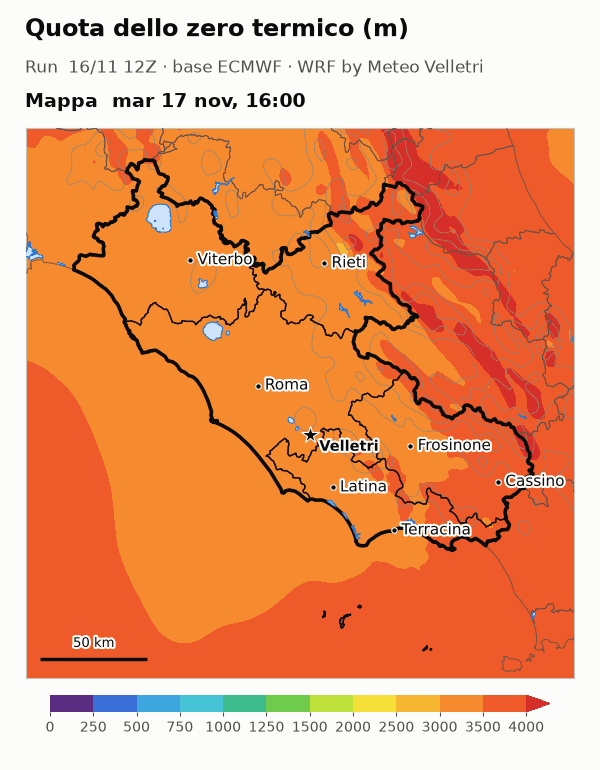 Quota dello zero termico (m)
Run  16/11 12Z · base ECMWF · WRF by Meteo Velletri
Mappa  mar 17 nov, 16:00
Viterbo
Rieti
Roma
Velletri
Frosinone
Cassino
Latina
Terracina
50 km
0 250 500 750 1000 1250 1500 2000 2500 3000 3500 4000